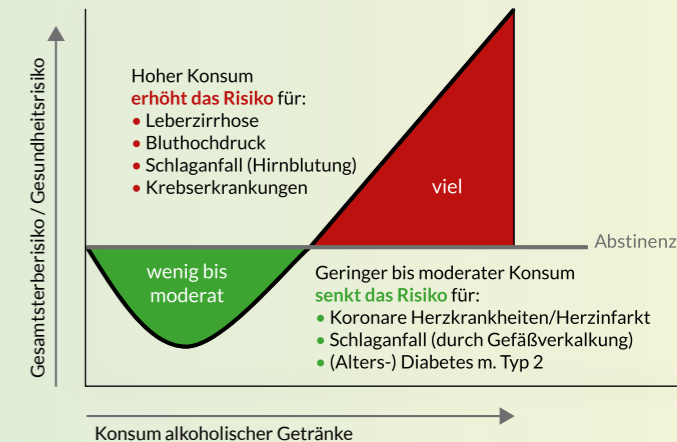 Gesamtsterberisiko / Gesundheitsrisiko
Hoher Konsum
erhöht das Risiko für:
• Leberzirrhose
• Bluthochdruck
• Schlaganfall (Hirnblutung)
• Krebserkrankungen
viel
Abstinenz
wenig bis
moderat
Geringer bis moderater Konsum
senkt das Risiko für:
• Koronare Herzkrankheiten/Herzinfarkt
• Schlaganfall (durch Gefäßverkalkung)
• (Alters-) Diabetes m. Typ 2
Konsum alkoholischer Getränke